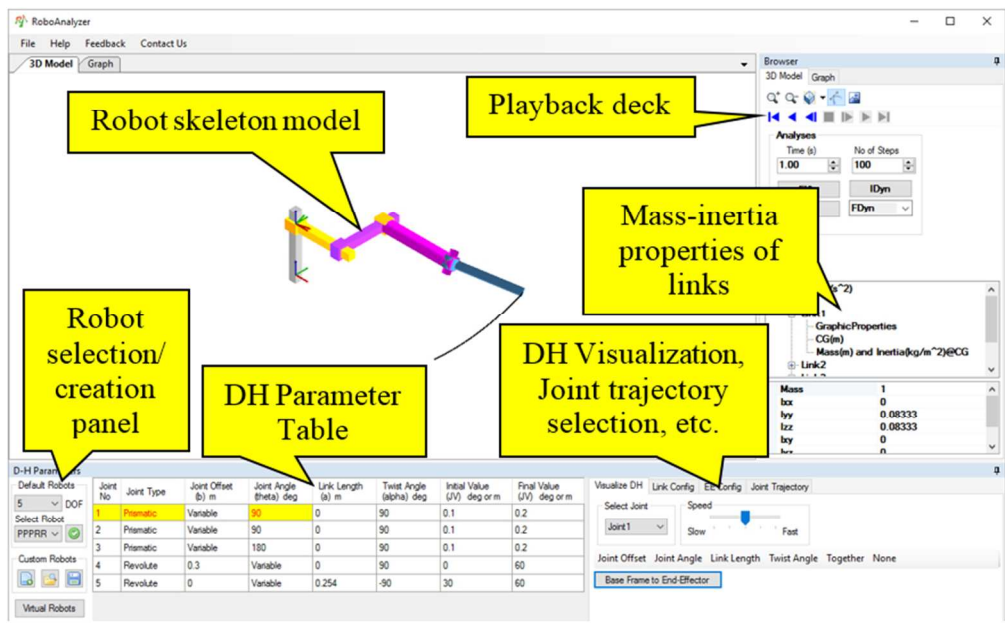 RoboAnalyzer
File Help Feedback Contact Us
3D Model Graph
Browser
3D Model Graph
Robot skeleton model
Playback deck
Analyses
Time (s) No of Steps
1.00 100
IDyn
FDyn
Mass-inertia
properties of
links
GraphicProperties
CG(m)
Mass(m) and Inertia(kg/m^2)@CG
Link2
Robot
selection/
creation
panel
DH Parameter
Table
DH Visualization,
Joint trajectory
selection, etc.
Mass 1
Ixx 0
Iyy 0.08333
Izz 0.08333
Ixy 0
D-H Parameters
Default Robots
5 DOF
Select Robot
PPPRR
Custom Robots
Virtual Robots
Joint No Joint Type Joint Offset (b) m Joint Angle (theta) deg Link Length (a) m Twist Angle (alpha) deg Initial Value (JV) deg or m Final Value (JV) deg or m
1 Prismatic Variable 90 0 90 0.1 0.2
2 Prismatic Variable 90 0 90 0.1 0.2
3 Prismatic Variable 180 0 90 0.1 0.2
4 Revolute 0.3 Variable 0 90 0 60
5 Revolute 0 Variable 0.254 -90 30 60
Visualize DH Link Config EE Config Joint Trajectory
Select Joint Speed
Joint1 Slow Fast
Joint Offset Joint Angle Link Length Twist Angle Together None
Base Frame to End-Effector